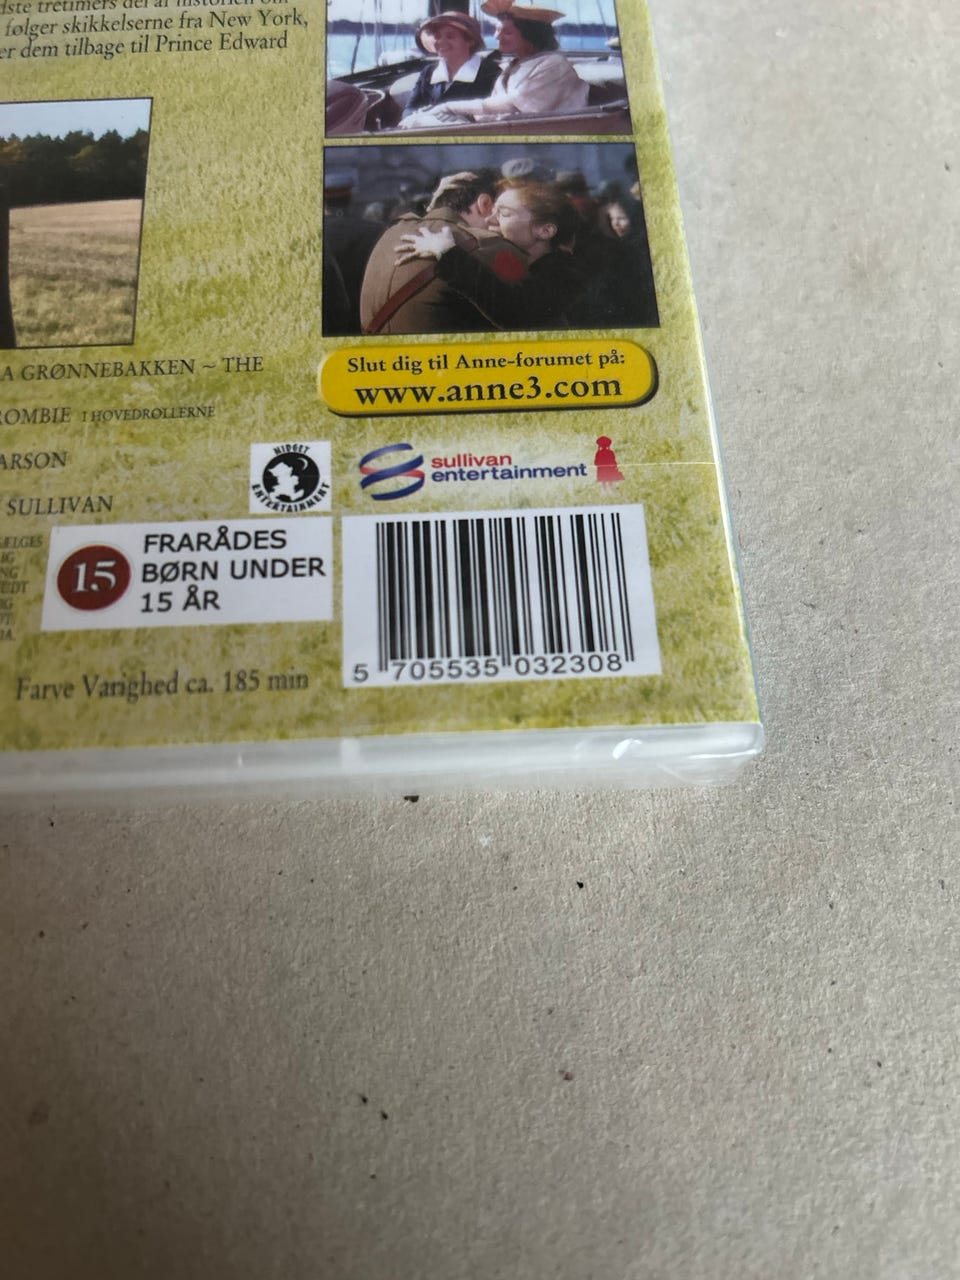 følger skikkelserne fra New York,
er dem tilbage til Prince Edward
Slut dig til Anne-forumet på:
www.anne3.com
A GRØNNEBAKKEN ~ THE
ROMBIE I HOVEDROLLERNE
ARSON
SULLIVAN
MIDGET
ENTERTAINMENT
sullivan
entertainment
15
FRARÅDES
BØRN UNDER
15 ÅR
5 705535 032308
Farve Varighed ca. 185 min